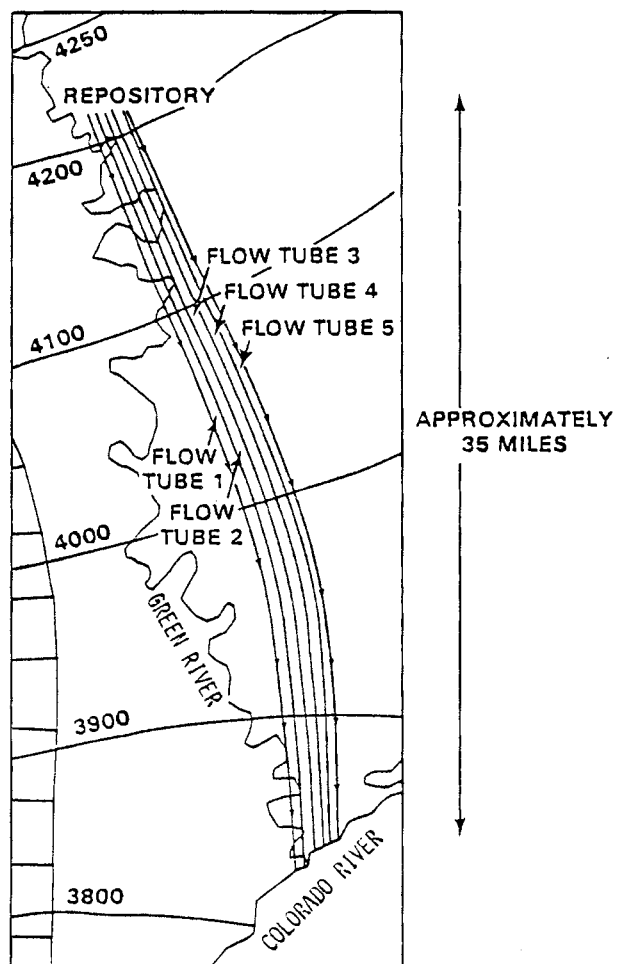 4250
REPOSITORY
4200
FLOW TUBE 3
FLOW TUBE 4
FLOW TUBE 5
4100
APPROXIMATELY
35 MILES
FLOW
TUBE 1
FLOW
TUBE 2
4000
GREEN RIVER
3900
3800
COLORADO RIVER